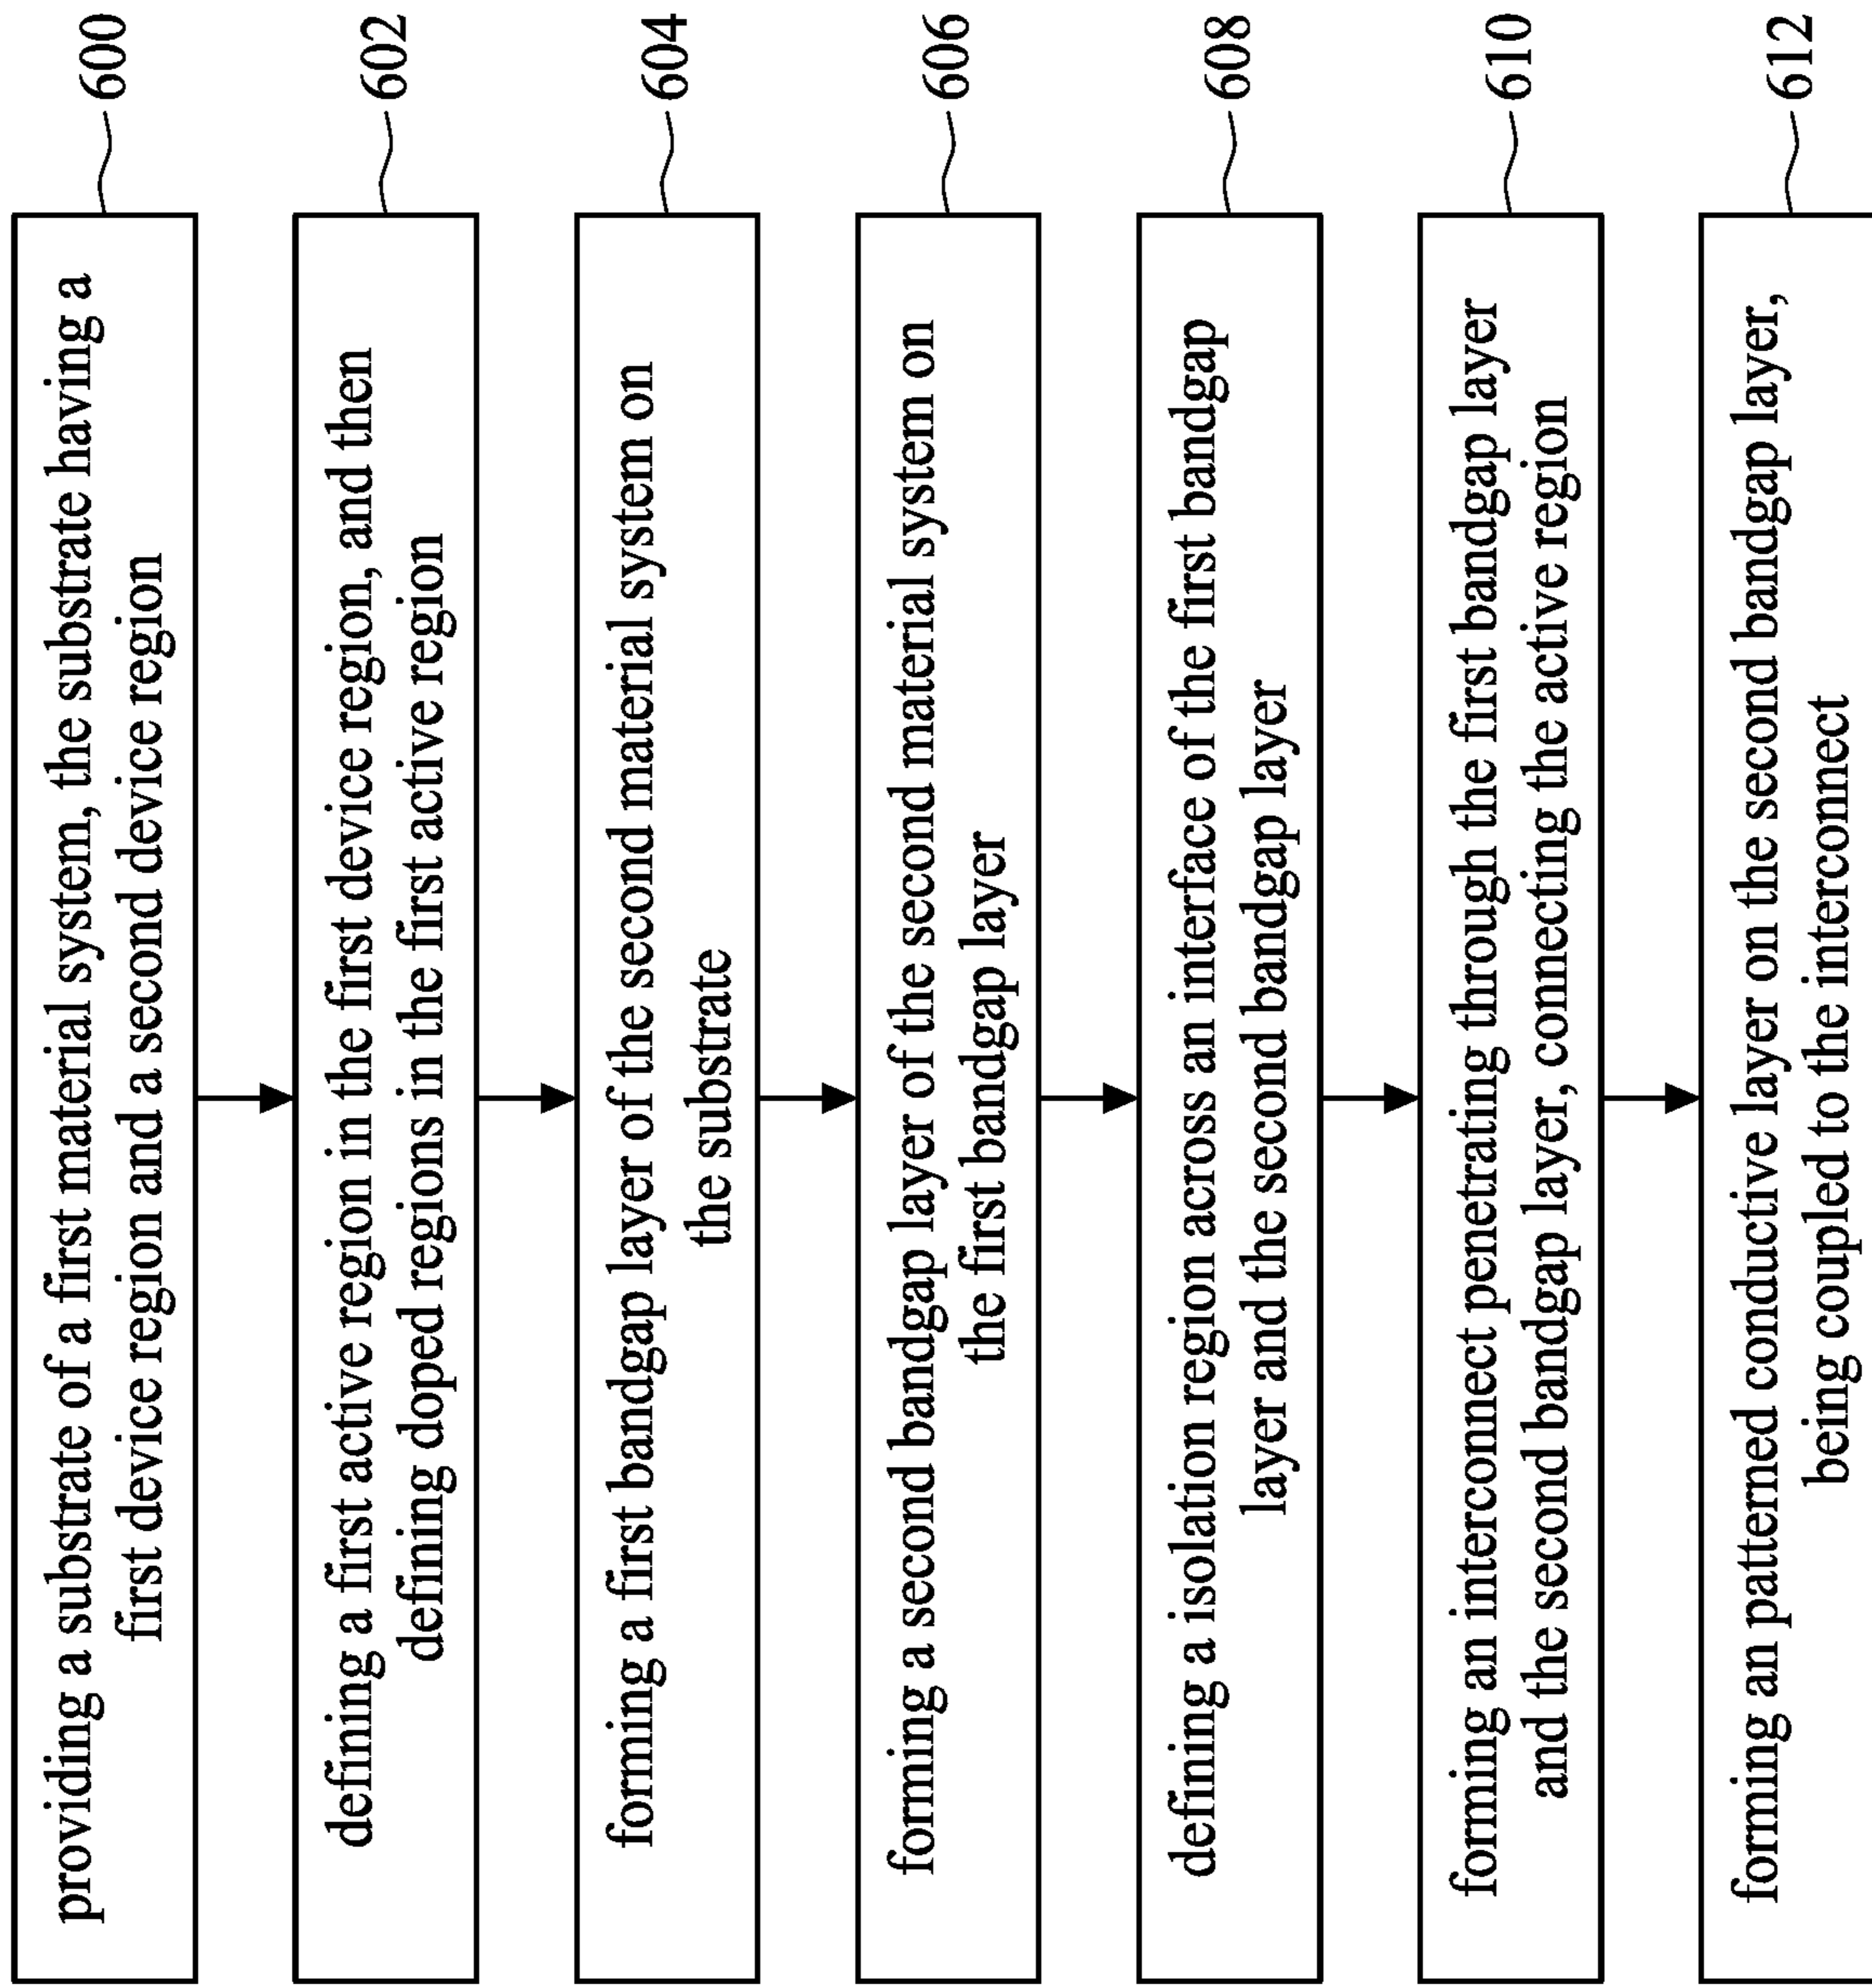 providing a substrate of a first material system, the substrate having a
first device region and a second device region
600
defining a first active region in the first device region, and then
defining doped regions in the first active region
602
forming a first bandgap layer of the second material system on
the substrate
604
forming a second bandgap layer of the second material system on
the first bandgap layer
606
defining a isolation region across an interface of the first bandgap
layer and the second bandgap layer
608
forming an interconnect penetrating through the first bandgap layer
and the second bandgap layer, connecting the active region
610
forming an patterned conductive layer on the second bandgap layer,
being coupled to the interconnect
612